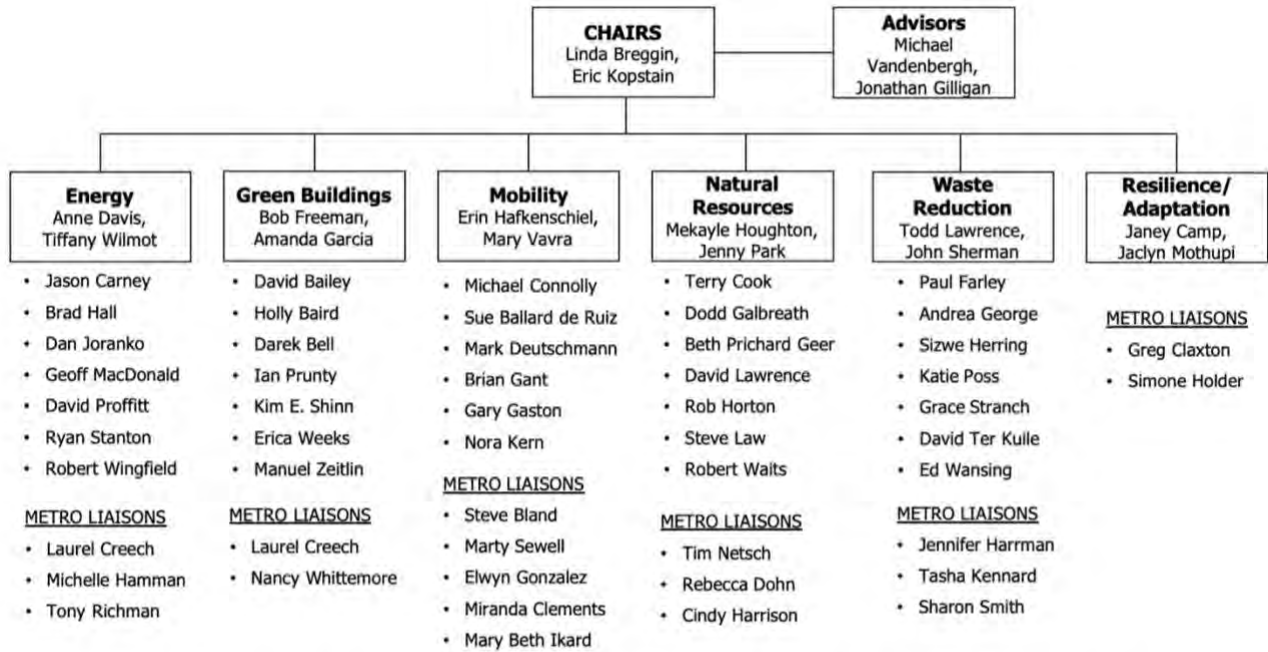 CHAIRS
Linda Breggin,
Eric Kopstain
Advisors
Michael
Vandenbergh,
Jonathan Gilligan
Energy
Anne Davis,
Tiffany Wilmot
• Jason Carney
• Brad Hall
• Dan Joranko
• Geoff MacDonald
• David Proffitt
• Ryan Stanton
• Robert Wingfield
METRO LIAISONS
• Laurel Creech
• Michelle Hamman
• Tony Richman
Green Buildings
Bob Freeman,
Amanda Garcia
• David Bailey
• Holly Baird
• Darek Bell
• Ian Prunty
• Kim E. Shinn
• Erica Weeks
• Manuel Zeitlin
METRO LIAISONS
• Laurel Creech
• Nancy Whittemore
Mobility
Erin Hafkenschiel,
Mary Vavra
• Michael Connolly
• Sue Ballard de Ruiz
• Mark Deutschmann
• Brian Gant
• Gary Gaston
• Nora Kern
METRO LIAISONS
• Steve Bland
• Marty Sewell
• Elwyn Gonzalez
• Miranda Clements
• Mary Beth Ikard
Natural
Resources
Mekayle Houghton,
Jenny Park
• Terry Cook
• Dodd Galbreath
• Beth Prichard Geer
• David Lawrence
• Rob Horton
• Steve Law
• Robert Waits
METRO LIAISONS
• Tim Netsch
• Rebecca Dohn
• Cindy Harrison
Waste
Reduction
Todd Lawrence,
John Sherman
• Paul Farley
• Andrea George
• Sizwe Herring
• Katie Poss
• Grace Stranch
• David Ter Kulle
• Ed Wansing
METRO LIAISONS
• Jennifer Harrman
• Tasha Kennard
• Sharon Smith
Resilience/
Adaptation
Janey Camp,
Jaclyn Mothupi
METRO LIAISONS
• Greg Claxton
• Simone Holder